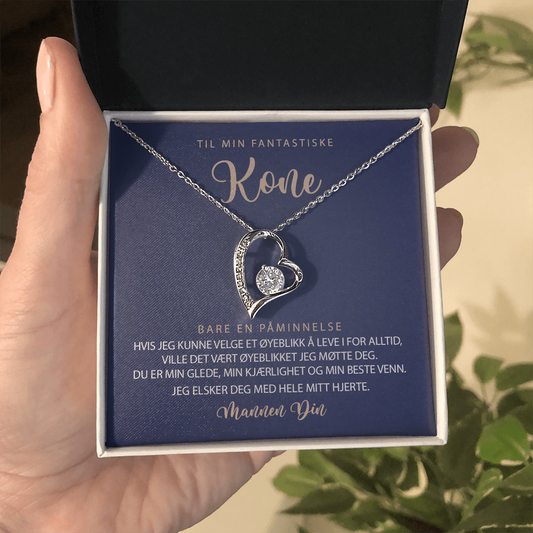 TIL MIN FANTASTISKE
Kone
BARE EN PÅMINNELSE
HVIS JEG KUNNE VELGE ET ØYEBLIKK Å LEVE I FOR ALLTID,
VILLE DET VÆRT ØYEBLIKKET JEG MØTTE DEG.
DU ER MIN GLEDE, MIN KJÆRLIGHET OG MIN BESTE VENN.
JEG ELSKER DEG MED HELE MITT HJERTE.
Mannen Din